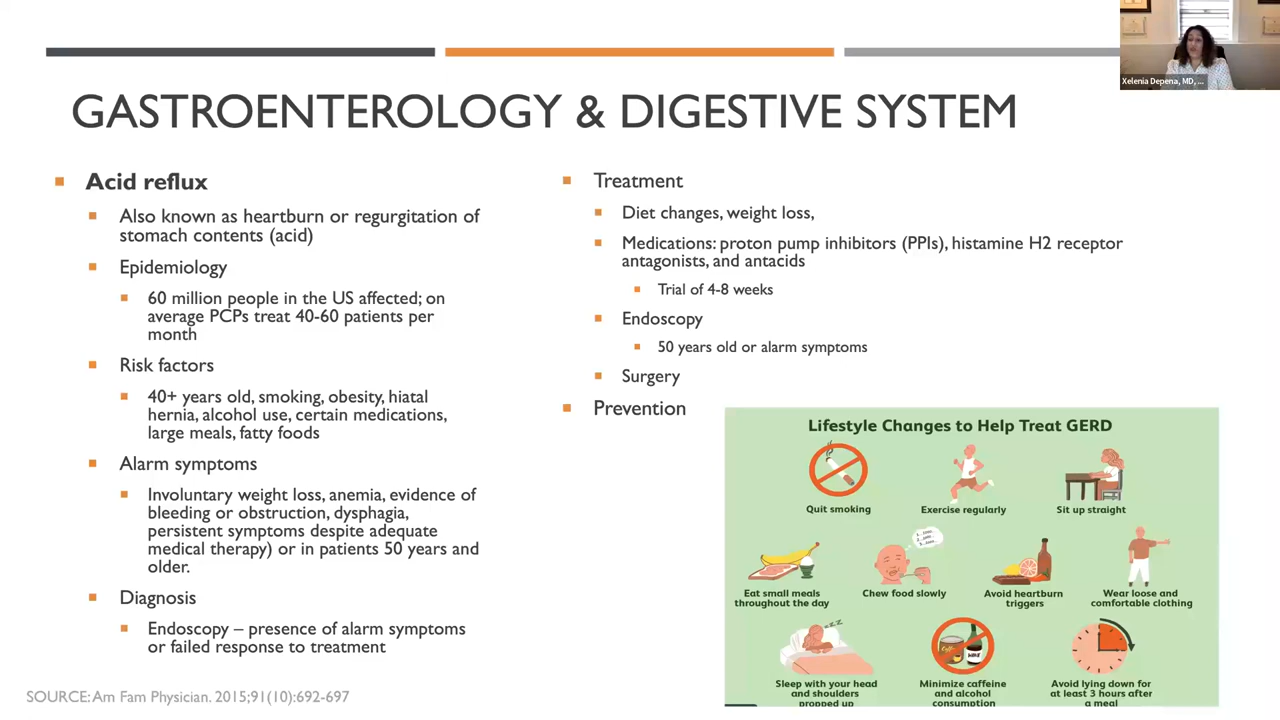 Xelenia Depena, MD, ...
GASTROENTEROLOGY & DIGESTIVE SYSTEM
Acid reflux
Also known as heartburn or regurgitation of
stomach contents (acid)
Epidemiology
60 million people in the US affected; on
average PCPs treat 40-60 patients per
month
Risk factors
40+ years old, smoking, obesity, hiatal
hernia, alcohol use, certain medications,
large meals, fatty foods
Alarm symptoms
Involuntary weight loss, anemia, evidence of
bleeding or obstruction, dysphagia,
persistent symptoms despite adequate
medical therapy) or in patients 50 years and
older.
Diagnosis
Endoscopy – presence of alarm symptoms
or failed response to treatment
Treatment
Diet changes, weight loss,
Medications: proton pump inhibitors (PPIs), histamine H2 receptor
antagonists, and antacids
Trial of 4-8 weeks
Endoscopy
50 years old or alarm symptoms
Surgery
Prevention
Lifestyle Changes to Help Treat GERD
Quit smoking
Exercise regularly
Sit up straight
Eat small meals
throughout the day
Chew food slowly
Avoid heartburn
triggers
Wear loose and
comfortable clothing
Sleep with your head
and shoulders
propped up
Minimize caffeine
and alcohol
consumption
Avoid lying down for
at least 3 hours after
a meal
SOURCE: Am Fam Physician. 2015;91(10):692-697